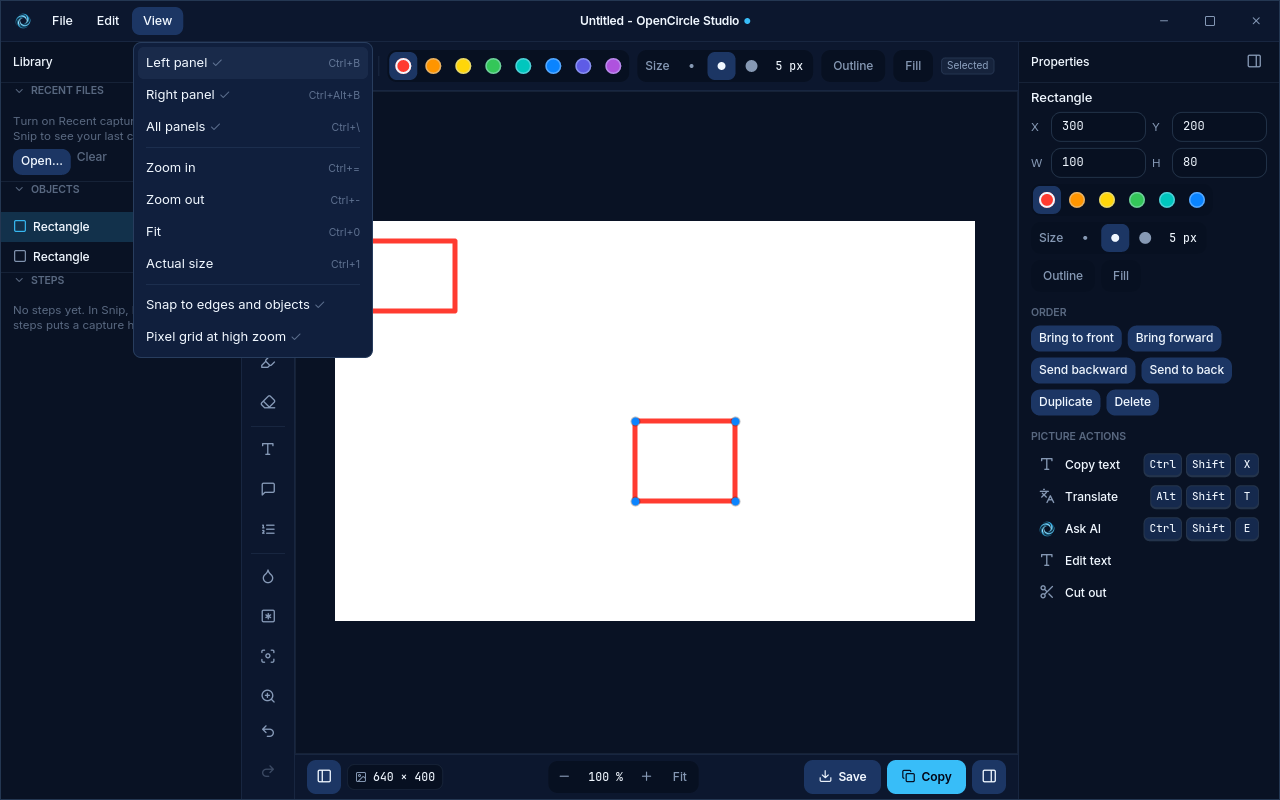 File Edit View Untitled - OpenCircle Studio
Library
Left panel Ctrl+B
Right panel Ctrl+Alt+B
All panels Ctrl+\
Zoom in Ctrl+=
Zoom out Ctrl+-
Fit Ctrl+0
Actual size Ctrl+1
Snap to edges and objects
Pixel grid at high zoom
Size 5 px Outline Fill Selected
RECENT FILES
Turn on Recent
Snip to see your last
Open... Clear
OBJECTS
Rectangle
Rectangle
STEPS
No steps yet. In Snip,
steps puts a capture
Properties
Rectangle
X 300 Y 200
W 100 H 80
Size 5 px
Outline Fill
ORDER
Bring to front Bring forward
Send backward Send to back
Duplicate Delete
PICTURE ACTIONS
Copy text Ctrl Shift X
Translate Alt Shift T
Ask AI Ctrl Shift E
Edit text
Cut out
640 × 400 100 % Fit Save Copy